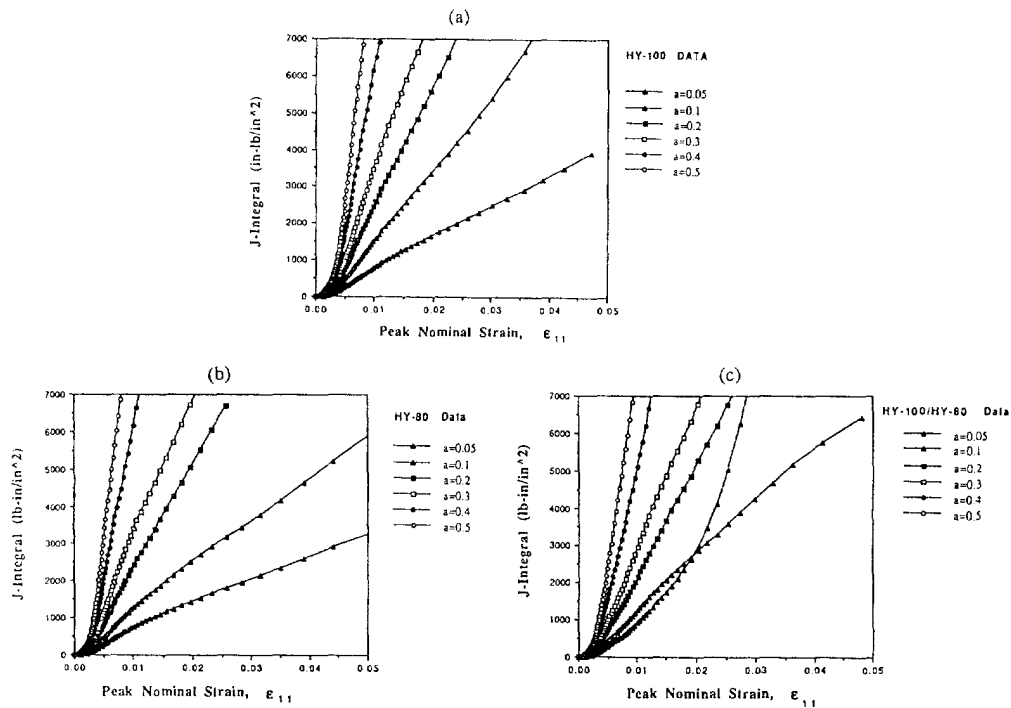 (a)
7000
6000
5000
4000
3000
2000
1000
0
J-Integral (in-lb/in^2)
0.00
0.01
0.02
0.03
0.04
0.05
Peak Nominal Strain, ε 11
HY-100 DATA
a=0.05
a=0.1
a=0.2
a=0.3
a=0.4
a=0.5
(b)
7000
6000
5000
4000
3000
2000
1000
0
J-Integral (lb-in/in^2)
0.00
0.01
0.02
0.03
0.04
0.05
Peak Nominal Strain, ε 11
HY-80 Data
a=0.05
a=0.1
a=0.2
a=0.3
a=0.4
a=0.5
(c)
7000
6000
5000
4000
3000
2000
1000
0
J-Integral (lb-in/in^2)
0.00
0.01
0.02
0.03
0.04
0.05
Peak Nominal Strain, ε 11
HY-100/HY-80 Data
a=0.05
a=0.1
a=0.2
a=0.3
a=0.4
a=0.5